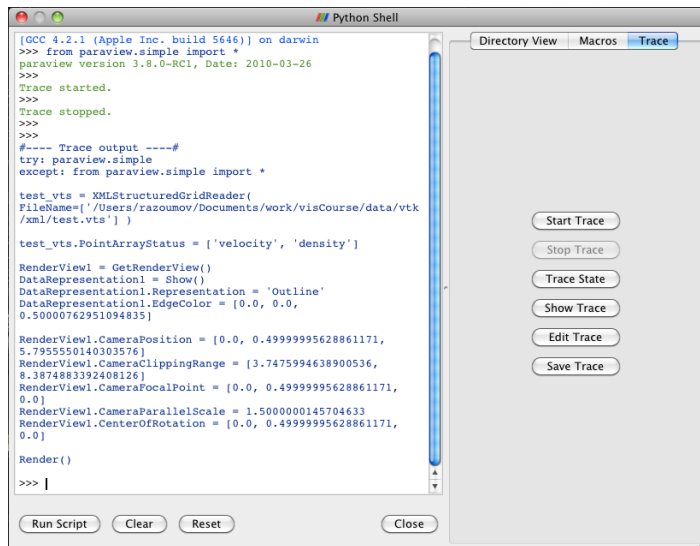 Python Shell
[GCC 4.2.1 (Apple Inc. build 5646)] on darwin
>>> from paraview.simple import *
paraview version 3.8.0-RC1, Date: 2010-03-26
>>>
Trace started.
>>>
Trace stopped.
>>>
>>>
#---- Trace output ----#
try: paraview.simple
except: from paraview.simple import *
test_vts = XMLStructuredGridReader(
FileName=['/Users/razoumov/Documents/work/visCourse/data/vtk
/xml/test.vts'] )
test_vts.PointArrayStatus = ['velocity', 'density']
RenderView1 = GetRenderView()
DataRepresentation1 = Show()
DataRepresentation1.Representation = 'Outline'
DataRepresentation1.EdgeColor = [0.0, 0.0,
0.50000762951094835]
RenderView1.CameraPosition = [0.0, 0.49999995628861171,
5.7955550140303576]
RenderView1.CameraClippingRange = [3.7475994638900536,
8.3874883392408126]
RenderView1.CameraFocalPoint = [0.0, 0.49999995628861171,
0.0]
RenderView1.CameraParallelScale = 1.5000000145704633
RenderView1.CenterOfRotation = [0.0, 0.49999995628861171,
0.0]
Render()
>>>
Run Script
Clear
Reset
Close
Directory View
Macros
Trace
Start Trace
Stop Trace
Trace State
Show Trace
Edit Trace
Save Trace